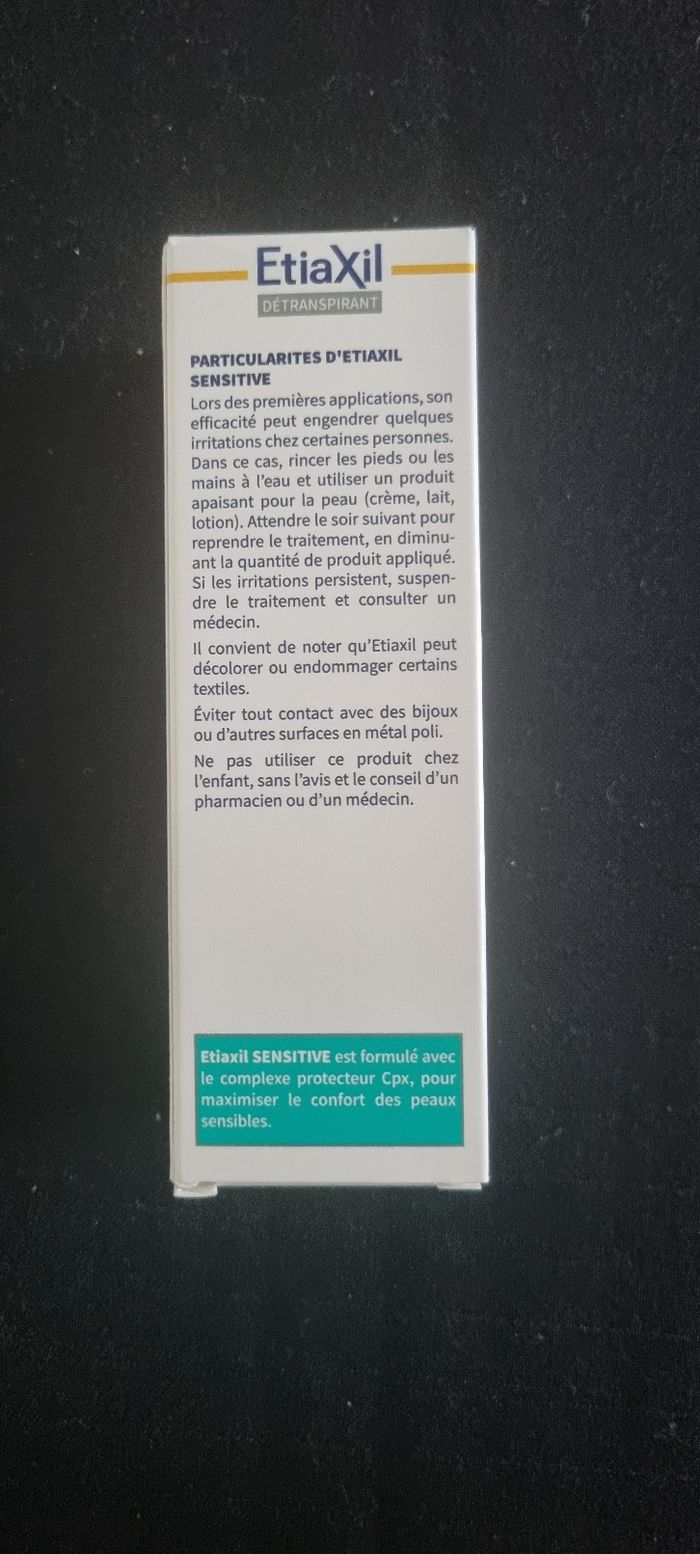 EtiaXil
DÉTRANSPIRANT
PARTICULARITES D'ETIAXIL
SENSITIVE
Lors des premières applications, son
efficacité peut engendrer quelques
irritations chez certaines personnes.
Dans ce cas, rincer les pieds ou les
mains à l'eau et utiliser un produit
apaisant pour la peau (crème, lait,
lotion). Attendre le soir suivant pour
reprendre le traitement, en diminu-
ant la quantité de produit appliqué.
Si les irritations persistent, suspen-
dre le traitement et consulter un
médecin.
Il convient de noter qu'Etiaxil peut
décolorer ou endommager certains
textiles.
Éviter tout contact avec des bijoux
ou d'autres surfaces en métal poli.
Ne pas utiliser ce produit chez
l'enfant, sans l'avis et le conseil d'un
pharmacien ou d'un médecin.
Etiaxil SENSITIVE est formulé avec
le complexe protecteur Cpx, pour
maximiser le confort des peaux
sensibles.